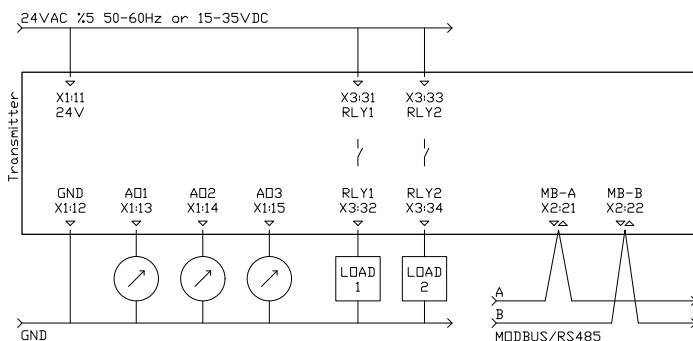 24VAC %5 50-60Hz or 15-35VDC
Transmitter
X1:11 X3:31 X3:33
24V RLY1 RLY2
GND AO1 AO2 AO3 RLY1 RLY2 MB-A MB-B
X1:12 X1:13 X1:14 X1:15 X3:32 X3:34 X2:21 X2:22
LOAD LOAD
1 2
A
B
GND MODBUS/RS485